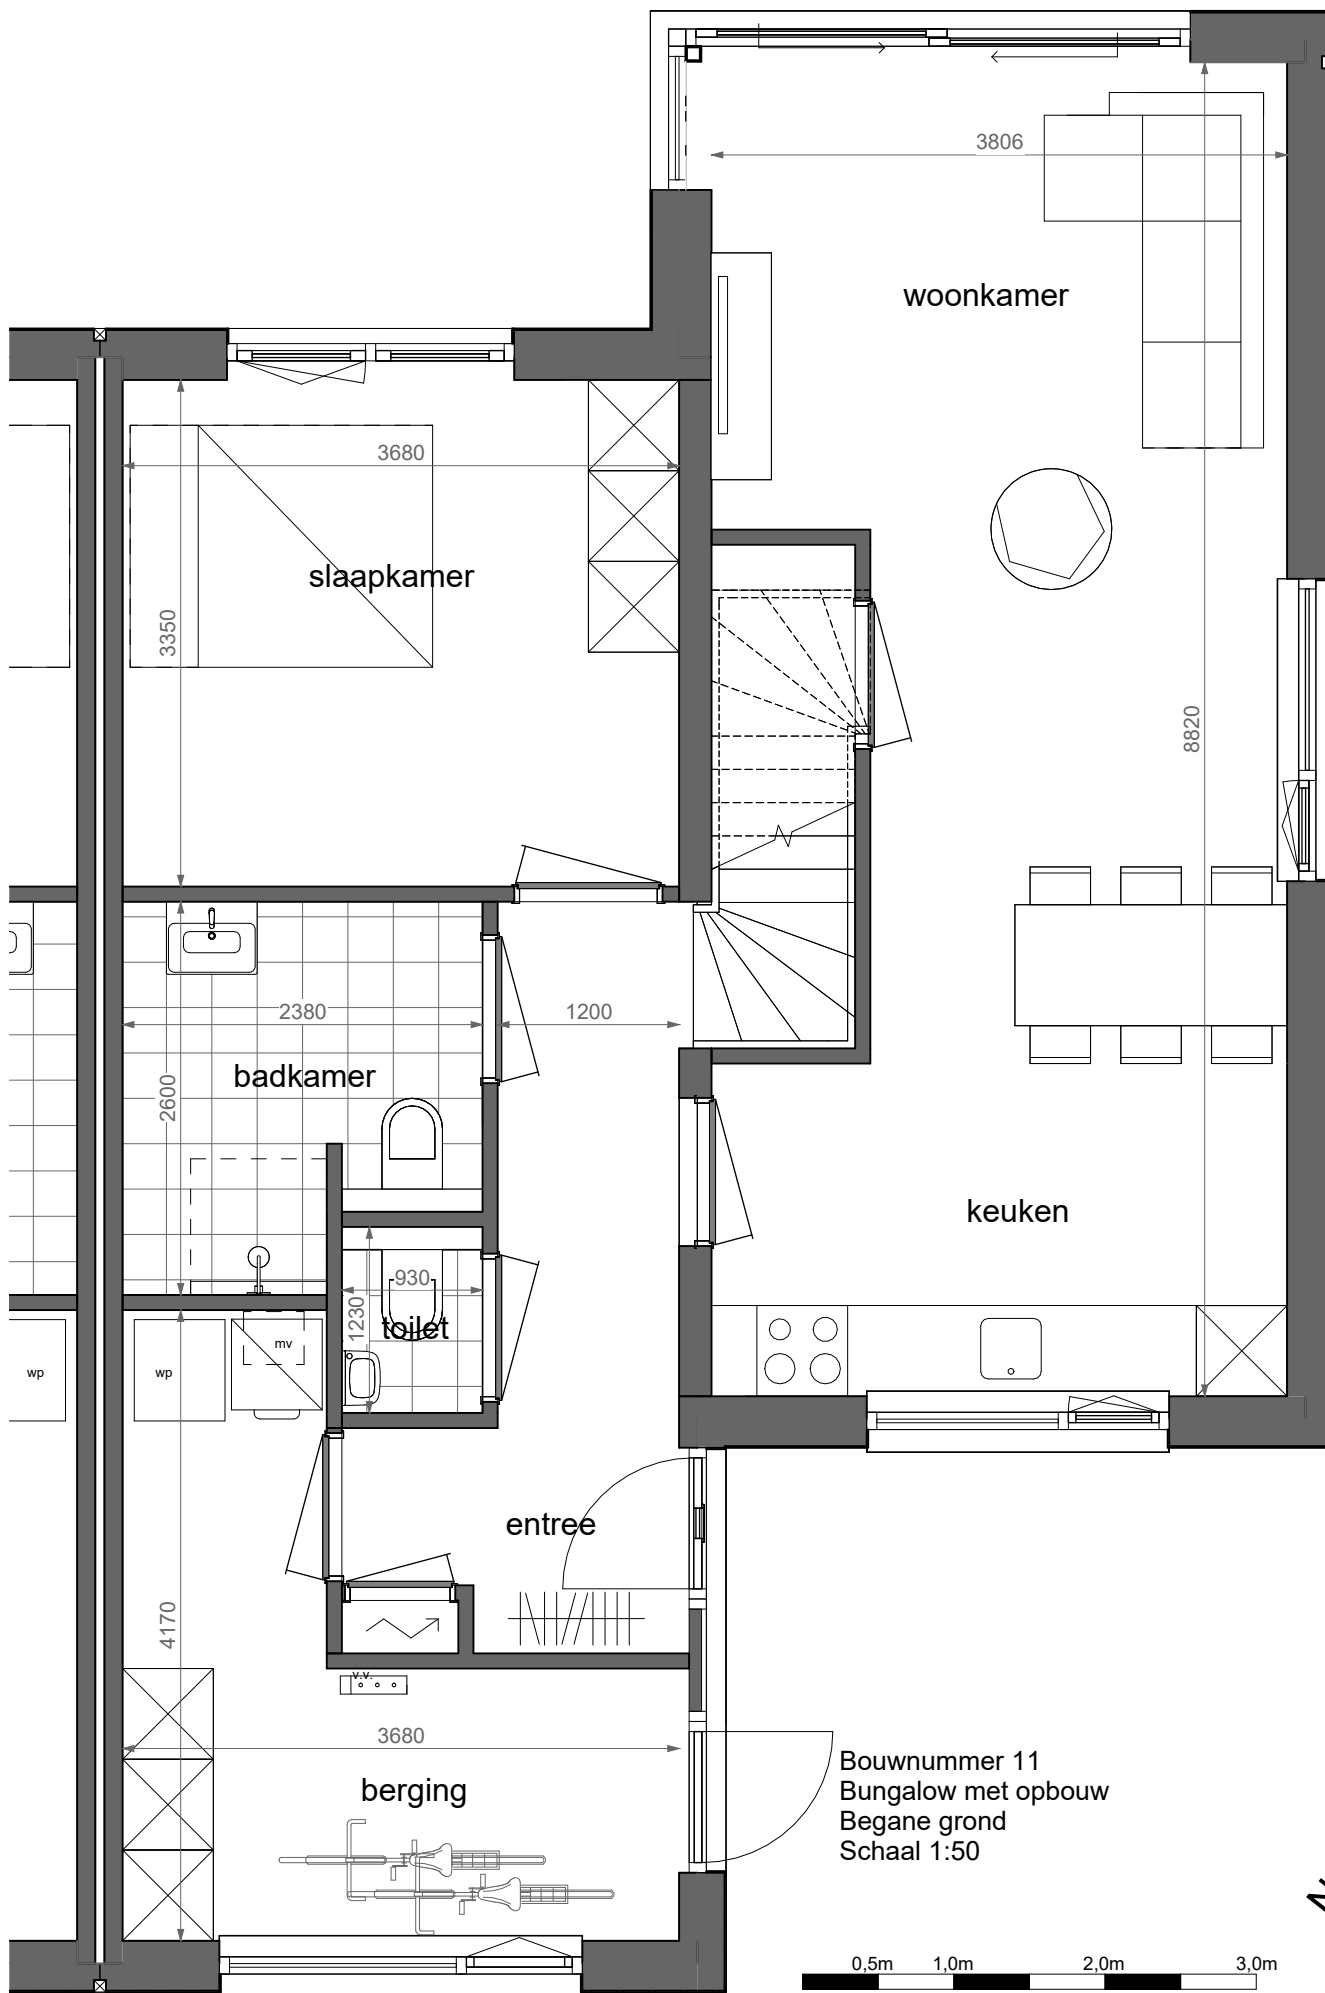 3806
woonkamer
3680
slaapkamer
3350
8820
2380
1200
badkamer
2600
keuken
930
1230
toilet
mv
wp
wp
entree
4170
v.v.
3680
berging
Bouwnummer 11
Bungalow met opbouw
Begane grond
Schaal 1:50
0,5m 1,0m 2,0m 3,0m